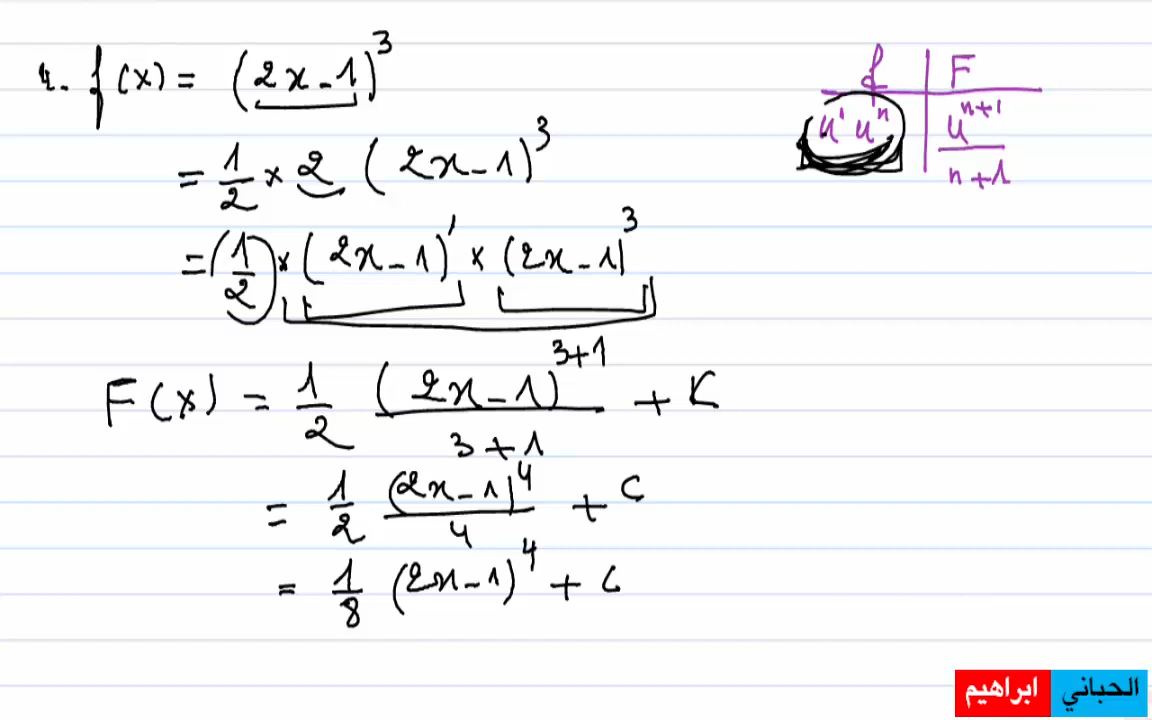 4. f(x) = (2x - 1)³
= 1/2 × 2 (2x - 1)³
= (1/2) × (2x - 1)' × (2x - 1)³
F(x) = 1/2 (2x - 1)³⁺¹/(3 + 1) + K
= 1/2 (2x - 1)⁴/4 + C
= 1/8 (2x - 1)⁴ + C
f | F
u' uⁿ | uⁿ⁺¹/(n + 1)
الحباني ابراهيم